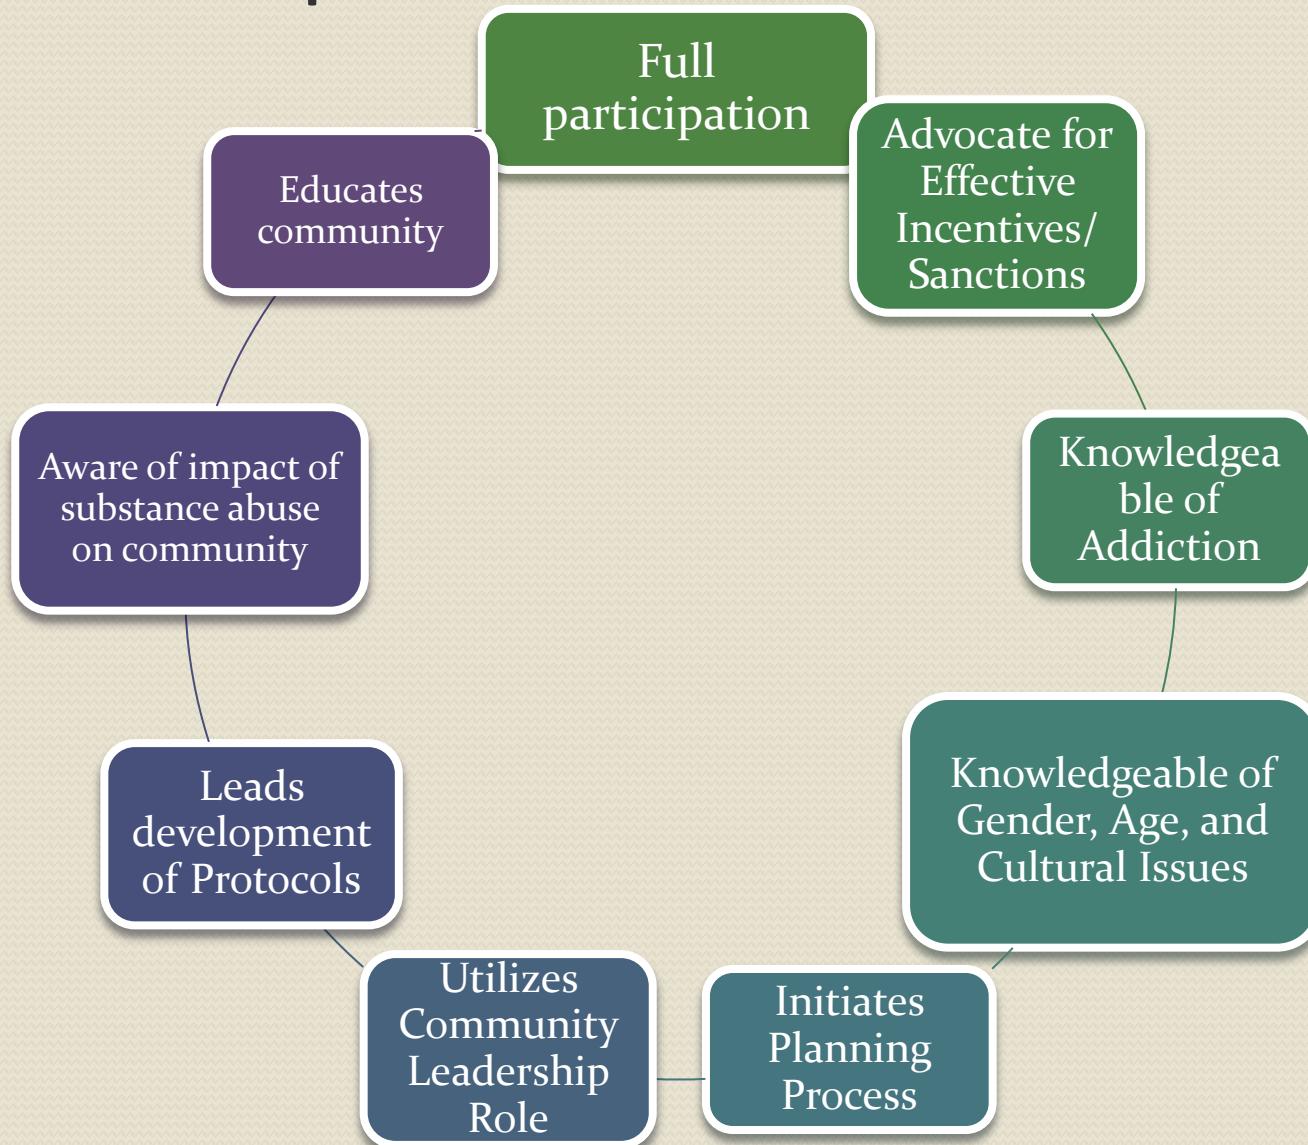 Full
participation
Advocate for
Effective
Incentives/
Sanctions
Knowledgea
ble of
Addiction
Knowledgeable of
Gender, Age, and
Cultural Issues
Initiates
Planning
Process
Utilizes
Community
Leadership
Role
Leads
development
of Protocols
Aware of impact of
substance abuse
on community
Educates
community